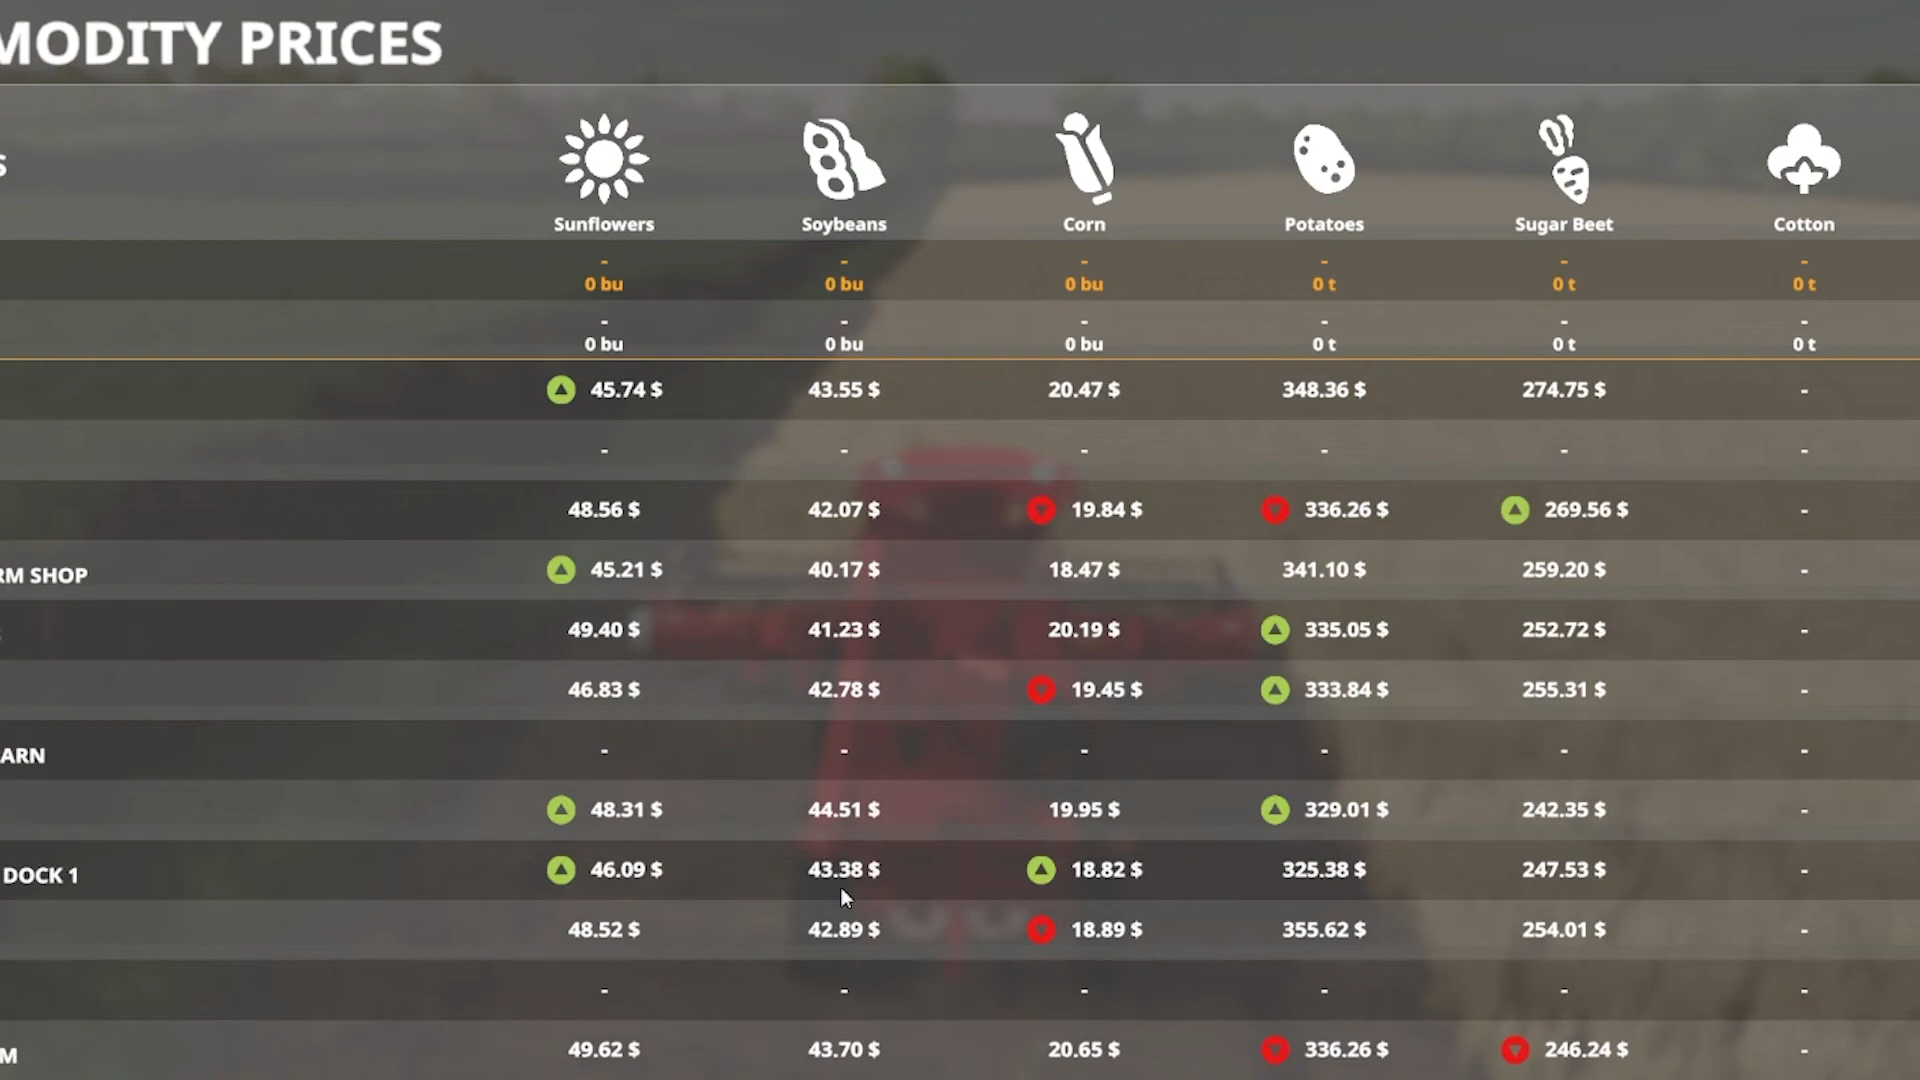 MODITY PRICES
S
Sunflowers Soybeans Corn Potatoes Sugar Beet Cotton
- - - - - -
0 bu 0 bu 0 bu 0 t 0 t 0 t
- - - - - -
0 bu 0 bu 0 bu 0 t 0 t 0 t
45.74 $ 43.55 $ 20.47 $ 348.36 $ 274.75 $ -
- - - - - -
48.56 $ 42.07 $ 19.84 $ 336.26 $ 269.56 $ -
RM SHOP 45.21 $ 40.17 $ 18.47 $ 341.10 $ 259.20 $ -
49.40 $ 41.23 $ 20.19 $ 335.05 $ 252.72 $ -
46.83 $ 42.78 $ 19.45 $ 333.84 $ 255.31 $ -
ARN - - - - - -
48.31 $ 44.51 $ 19.95 $ 329.01 $ 242.35 $ -
DOCK 1 46.09 $ 43.38 $ 18.82 $ 325.38 $ 247.53 $ -
48.52 $ 42.89 $ 18.89 $ 355.62 $ 254.01 $ -
- - - - - -
M 49.62 $ 43.70 $ 20.65 $ 336.26 $ 246.24 $ -